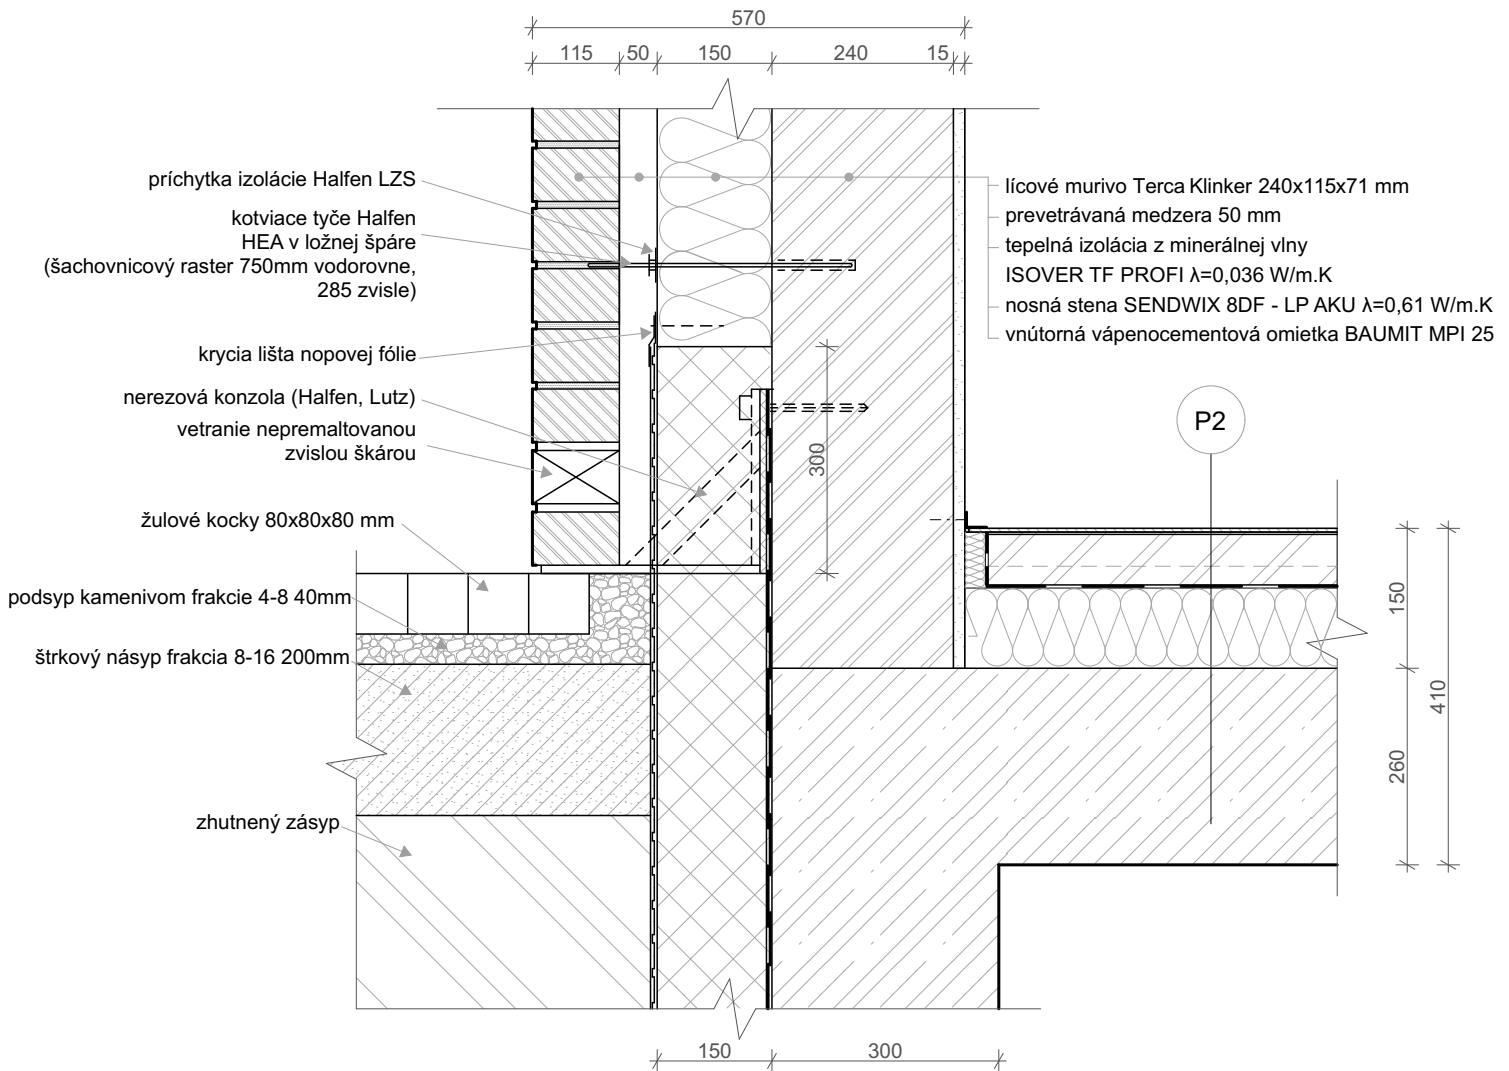 570
115
50
150
240
15
príchytka izolácie Halfen LZS
kotviace tyče Halfen
HEA v ložnej špáre
(šachovnicový raster 750mm vodorovne,
285 zvisle)
krycia lišta nopovej fólie
nerezová konzola (Halfen, Lutz)
vetranie nepremaltovanou
zvislou škárou
žulové kocky 80x80x80 mm
podsyp kamenivom frakcie 4-8 40mm
štrkový násyp frakcia 8-16 200mm
zhutnený zásyp
lícové murivo Terca Klinker 240x115x71 mm
prevetrávaná medzera 50 mm
tepelná izolácia z minerálnej vlny
ISOVER TF PROFI λ=0,036 W/m.K
nosná stena SENDWIX 8DF - LP AKU λ=0,61 W/m.K
vnútorná vápenocementová omietka BAUMIT MPI 25
P2
300
150
410
260
150
300